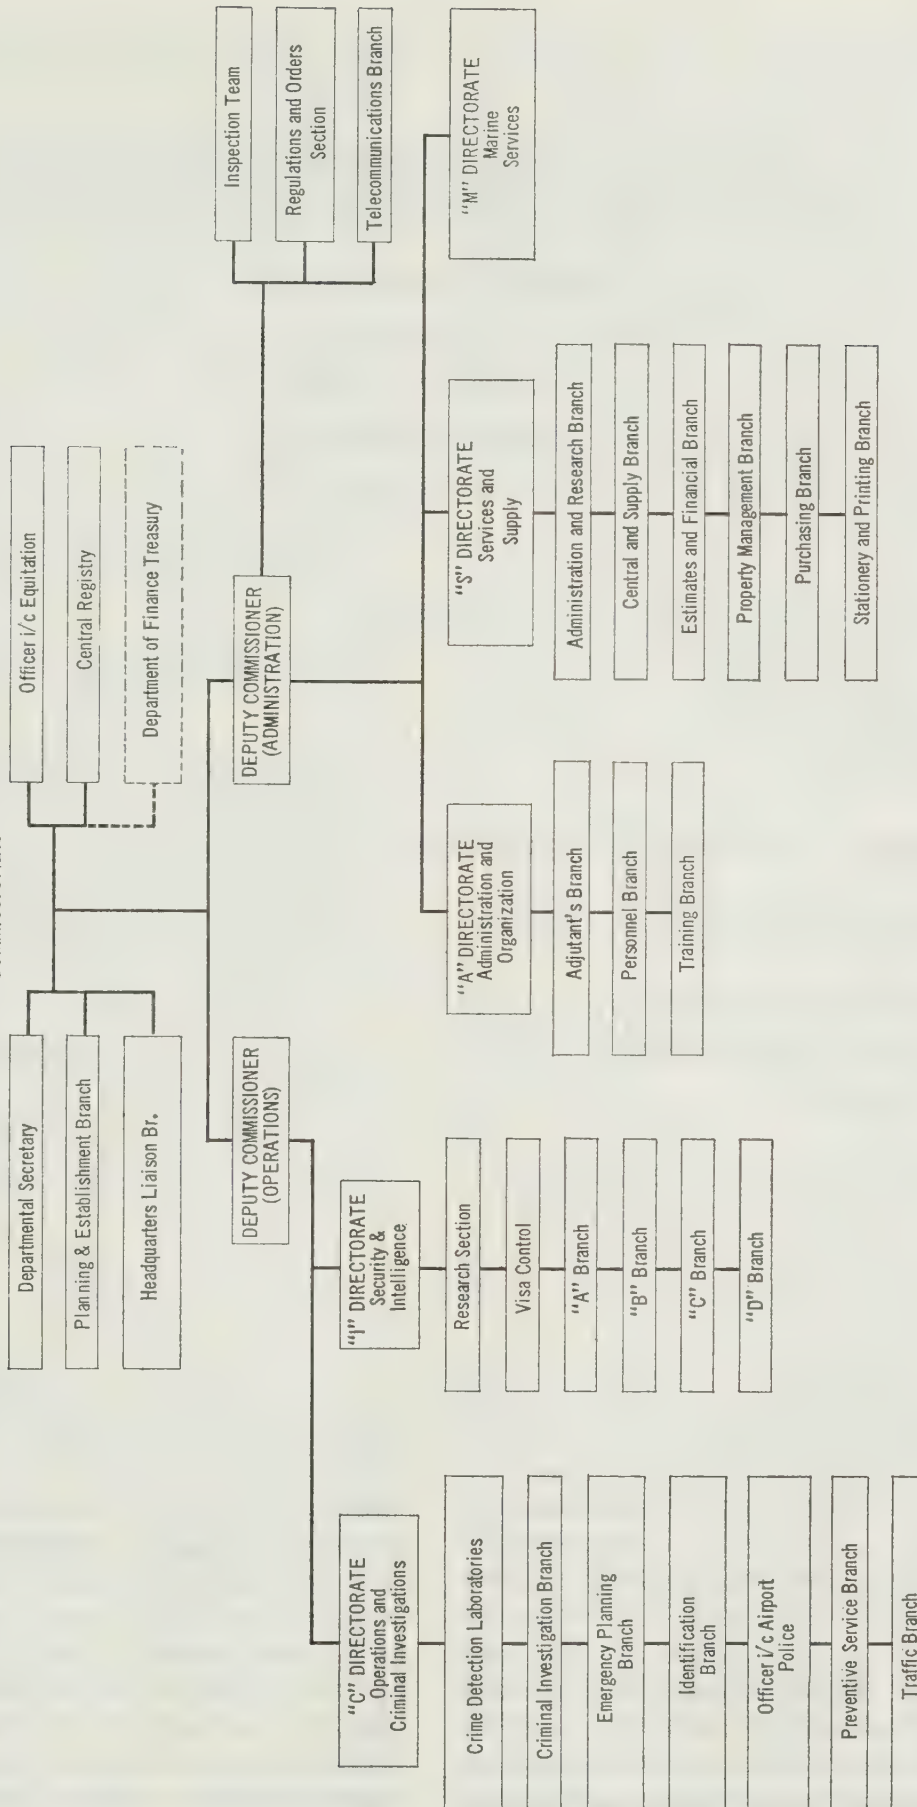 Departmental Secretary
Planning & Establishment Branch
Headquarters Liaison Br.
Officer i/c Equitation
Central Registry
Department of Finance Treasury
DEPUTY COMMISSIONER
(OPERATIONS)
DEPUTY COMMISSIONER
(ADMINISTRATION)
Inspection Team
Regulations and Orders
Section
Telecommunications Branch
"C" DIRECTORATE
Operations and
Criminal Investigations
Crime Detection Laboratories
Criminal Investigation Branch
Emergency Planning
Branch
Identification
Branch
Officer i/c Airport
Police
Preventive Service Branch
Traffic Branch
"I" DIRECTORATE
Security &
Intelligence
Research Section
Visa Control
"A" Branch
"B" Branch
"C" Branch
"D" Branch
"A" DIRECTORATE
Administration and
Organization
Adjutant's Branch
Personnel Branch
Training Branch
"S" DIRECTORATE
Services and
Supply
Administration and Research Branch
Central and Supply Branch
Estimates and Financial Branch
Property Management Branch
Purchasing Branch
Stationery and Printing Branch
"M" DIRECTORATE
Marine
Services